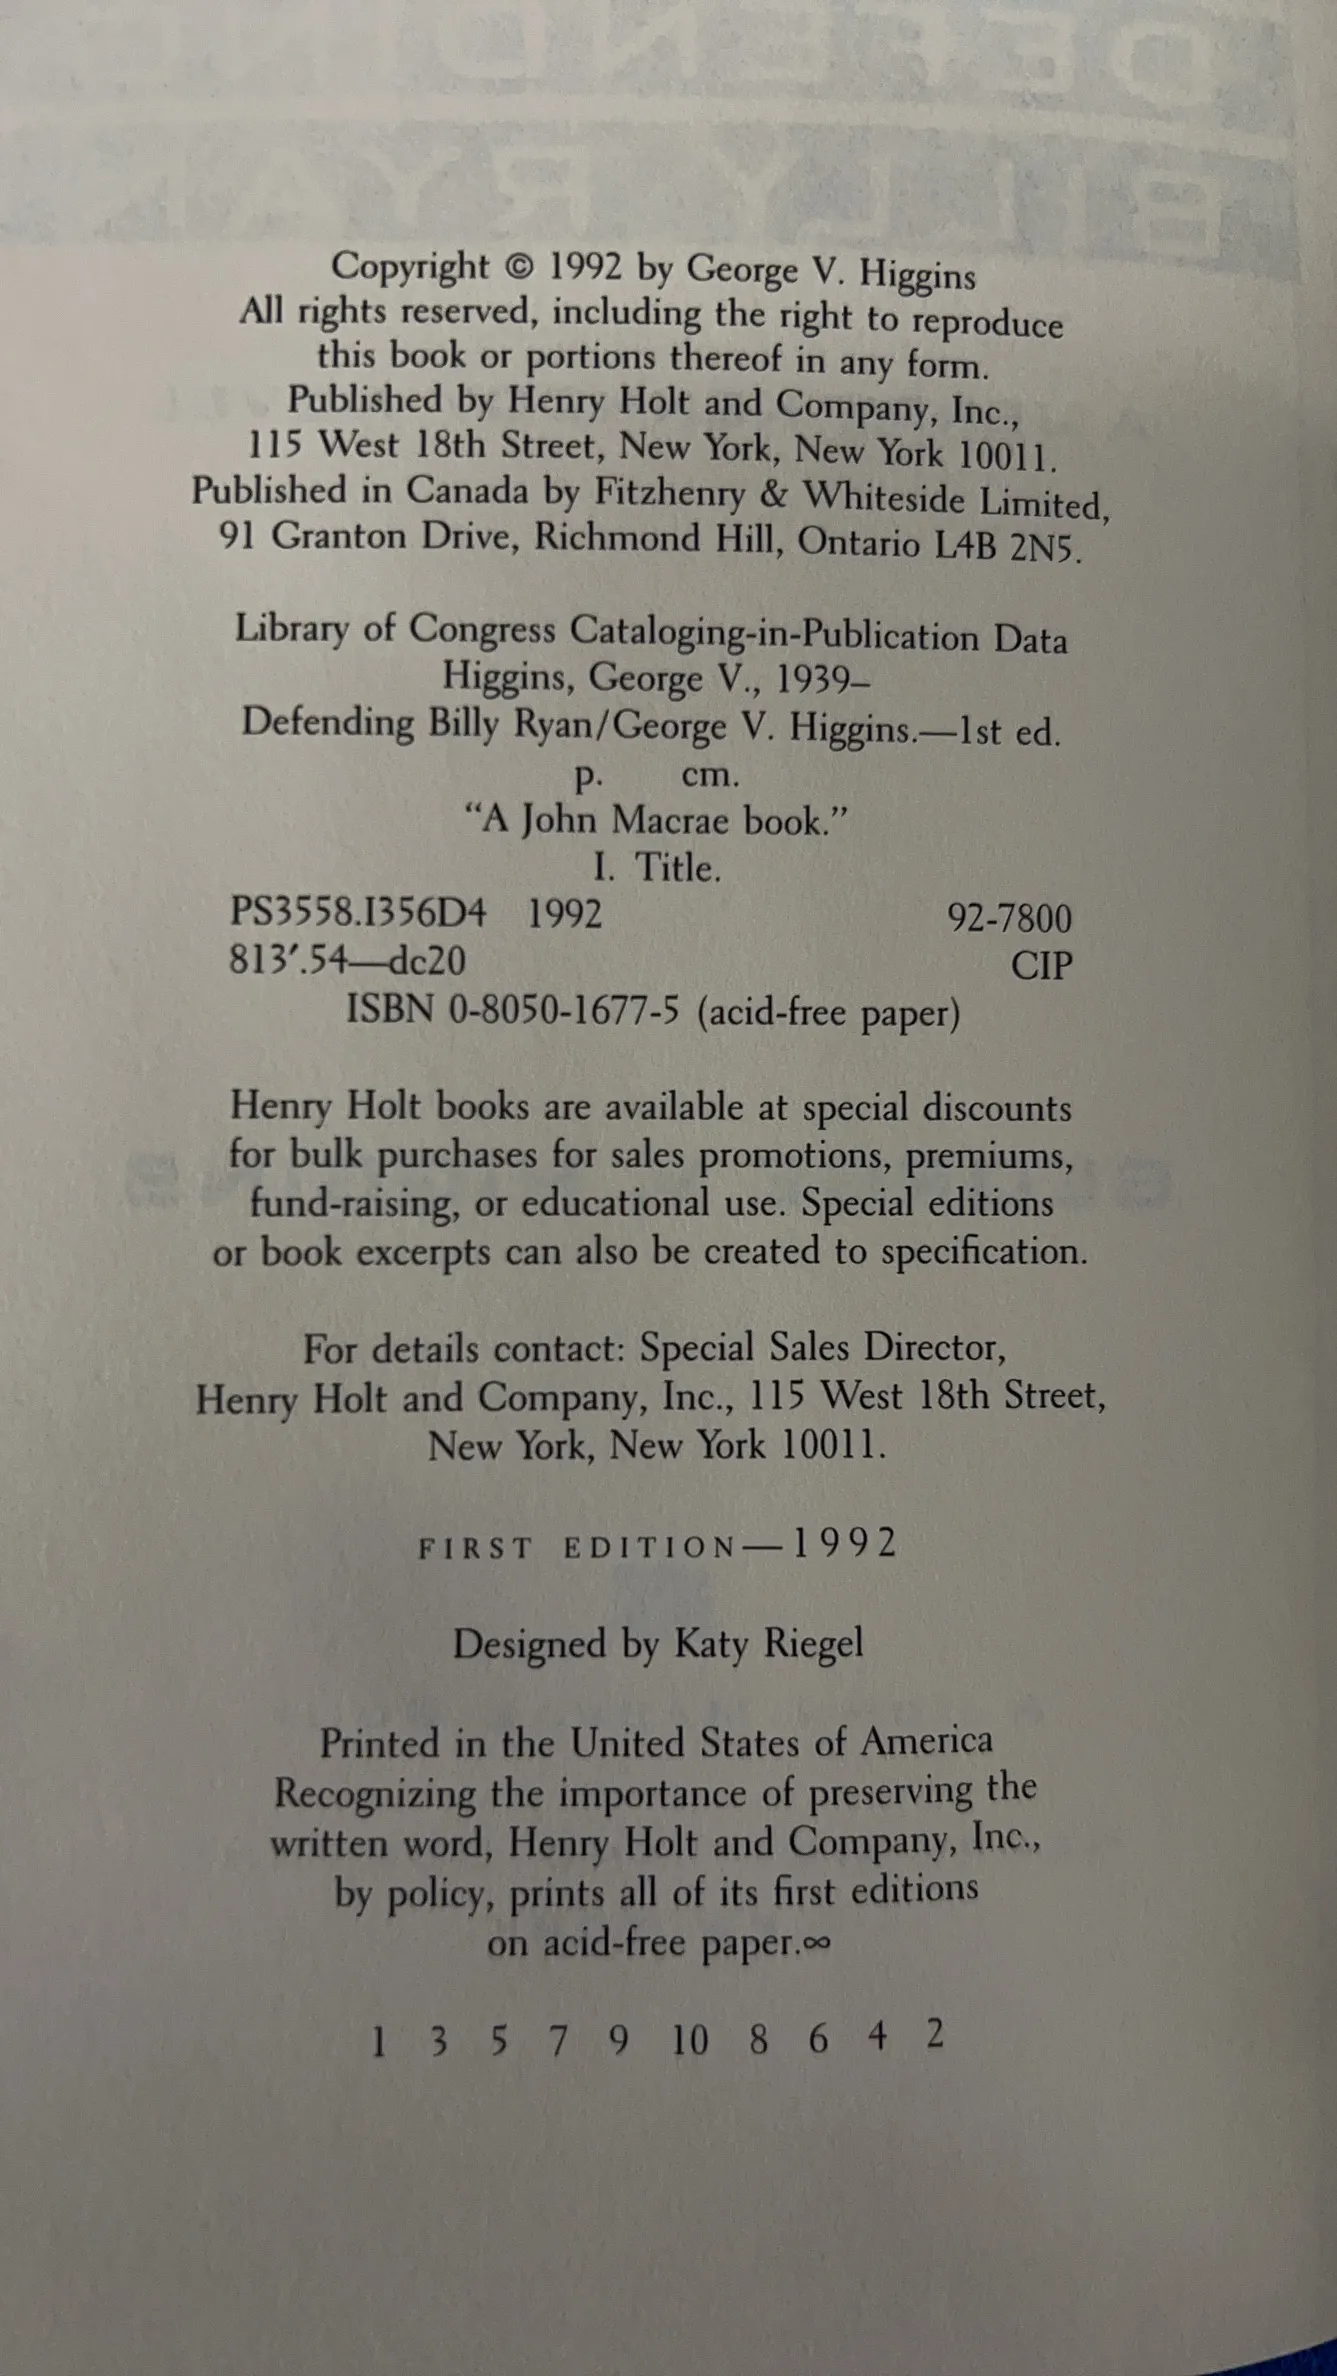 Copyright © 1992 by George V. Higgins
All rights reserved, including the right to reproduce
this book or portions thereof in any form.
Published by Henry Holt and Company, Inc.,
115 West 18th Street, New York, New York 10011.
Published in Canada by Fitzhenry & Whiteside Limited,
91 Granton Drive, Richmond Hill, Ontario L4B 2N5.
Library of Congress Cataloging-in-Publication Data
Higgins, George V., 1939–
Defending Billy Ryan/George V. Higgins.—1st ed.
p. cm.
“A John Macrae book.”
I. Title.
PS3558.I356D4 1992 92-7800
813′.54—dc20 CIP
ISBN 0-8050-1677-5 (acid-free paper)
Henry Holt books are available at special discounts
for bulk purchases for sales promotions, premiums,
fund-raising, or educational use. Special editions
or book excerpts can also be created to specification.
For details contact: Special Sales Director,
Henry Holt and Company, Inc., 115 West 18th Street,
New York, New York 10011.
FIRST EDITION—1992
Designed by Katy Riegel
Printed in the United States of America
Recognizing the importance of preserving the
written word, Henry Holt and Company, Inc.,
by policy, prints all of its first editions
on acid-free paper.∞
1 3 5 7 9 10 8 6 4 2